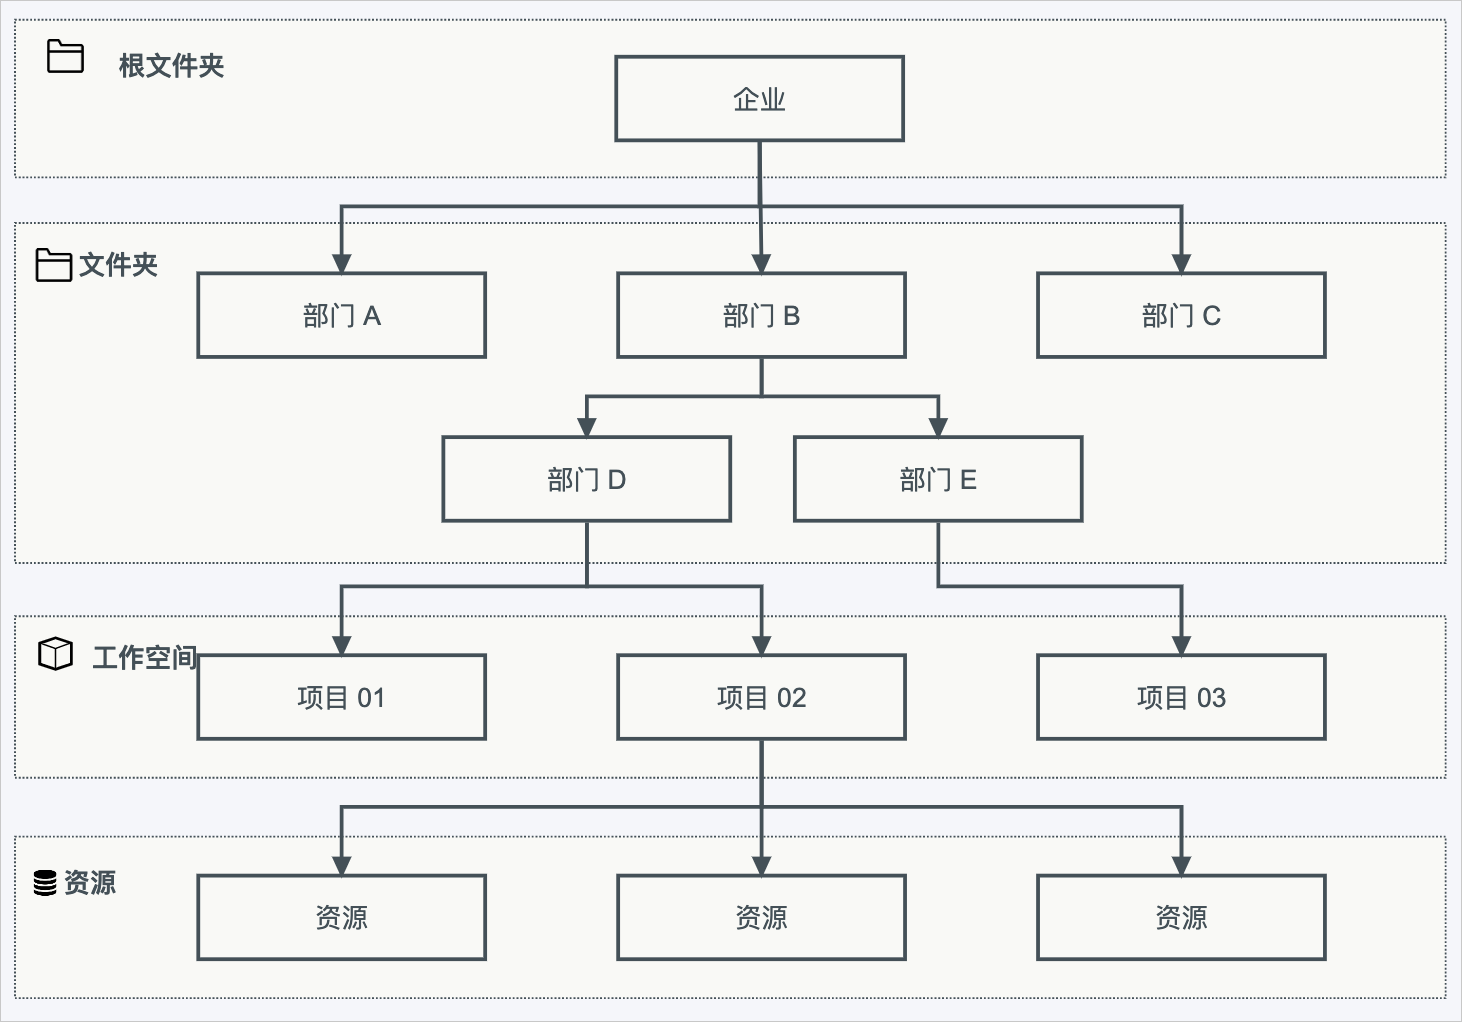 根文件夹
企业
文件夹
部门 A
部门 B
部门 C
部门 D
部门 E
工作空间
项目 01
项目 02
项目 03
资源
资源
资源
资源